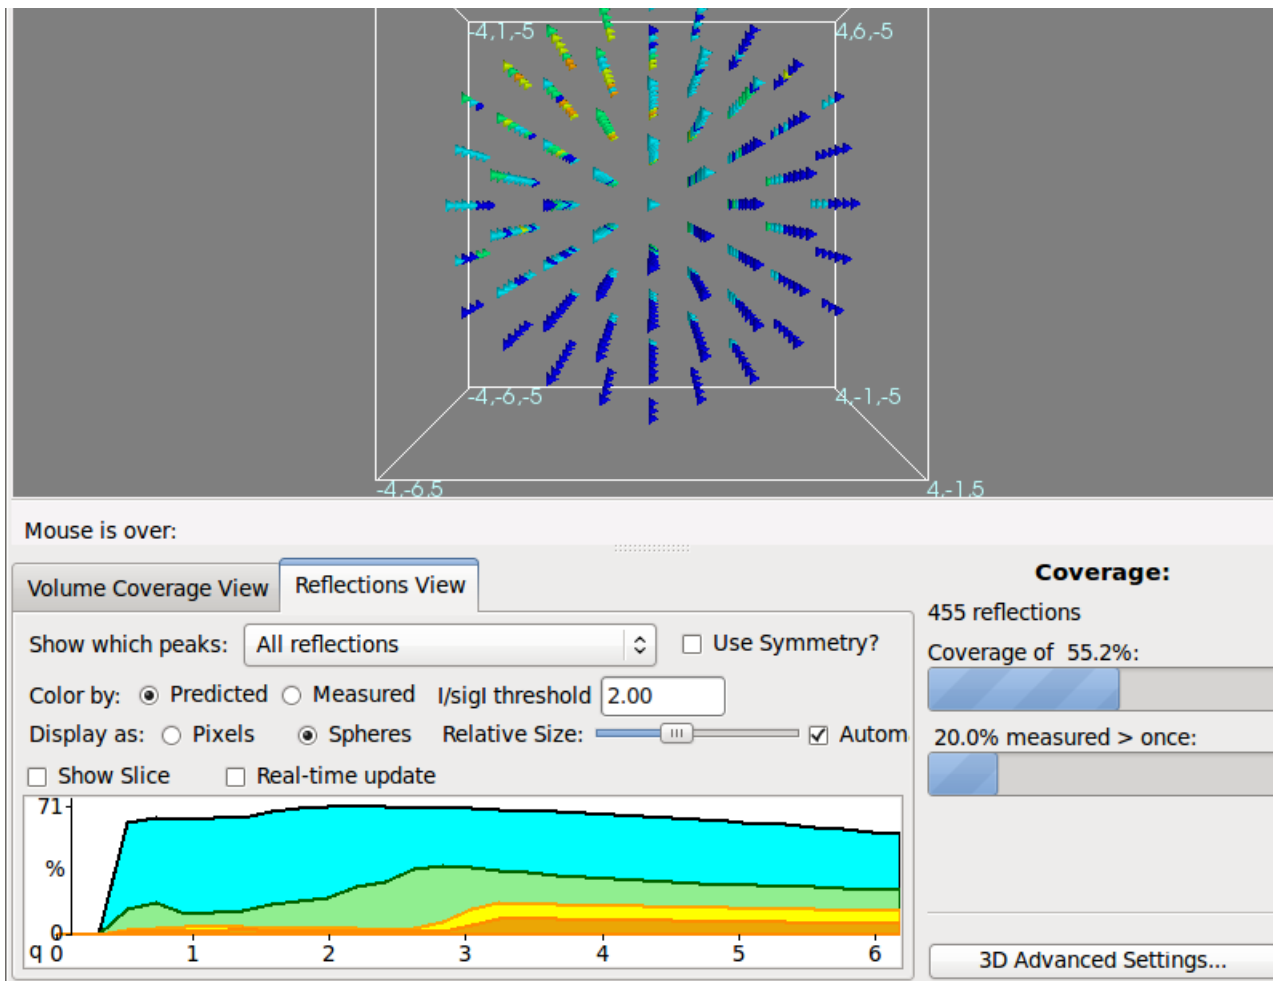 -4,1,-5
4,6,-5
-4,-6,-5
4,-1,-5
-4,-6,5
4,-1,5
Mouse is over:
Volume Coverage View
Reflections View
Coverage:
455 reflections
Show which peaks: All reflections
Use Symmetry?
Coverage of 55.2%:
Color by: Predicted Measured I/sigI threshold 2.00
Display as: Pixels Spheres Relative Size: Autom
20.0% measured > once:
Show Slice Real-time update
71
%
0
q 0 1 2 3 4 5 6
3D Advanced Settings...